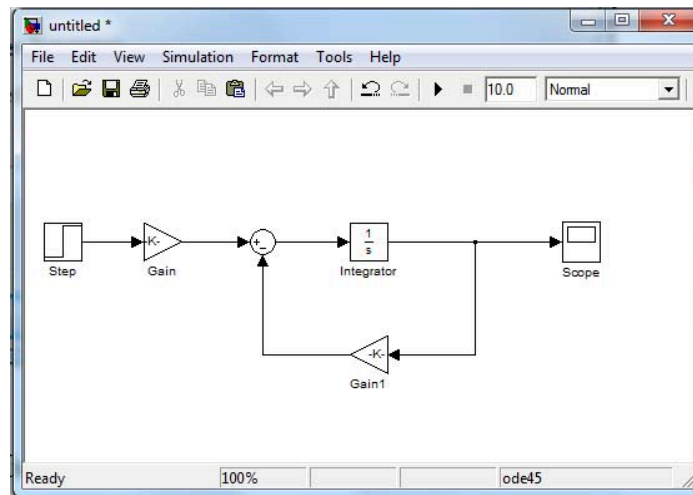 untitled *
File Edit View Simulation Format Tools Help
10.0 Normal
-K- + - 1
s
Step Gain Integrator Scope
-K-
Gain1
Ready 100% ode45